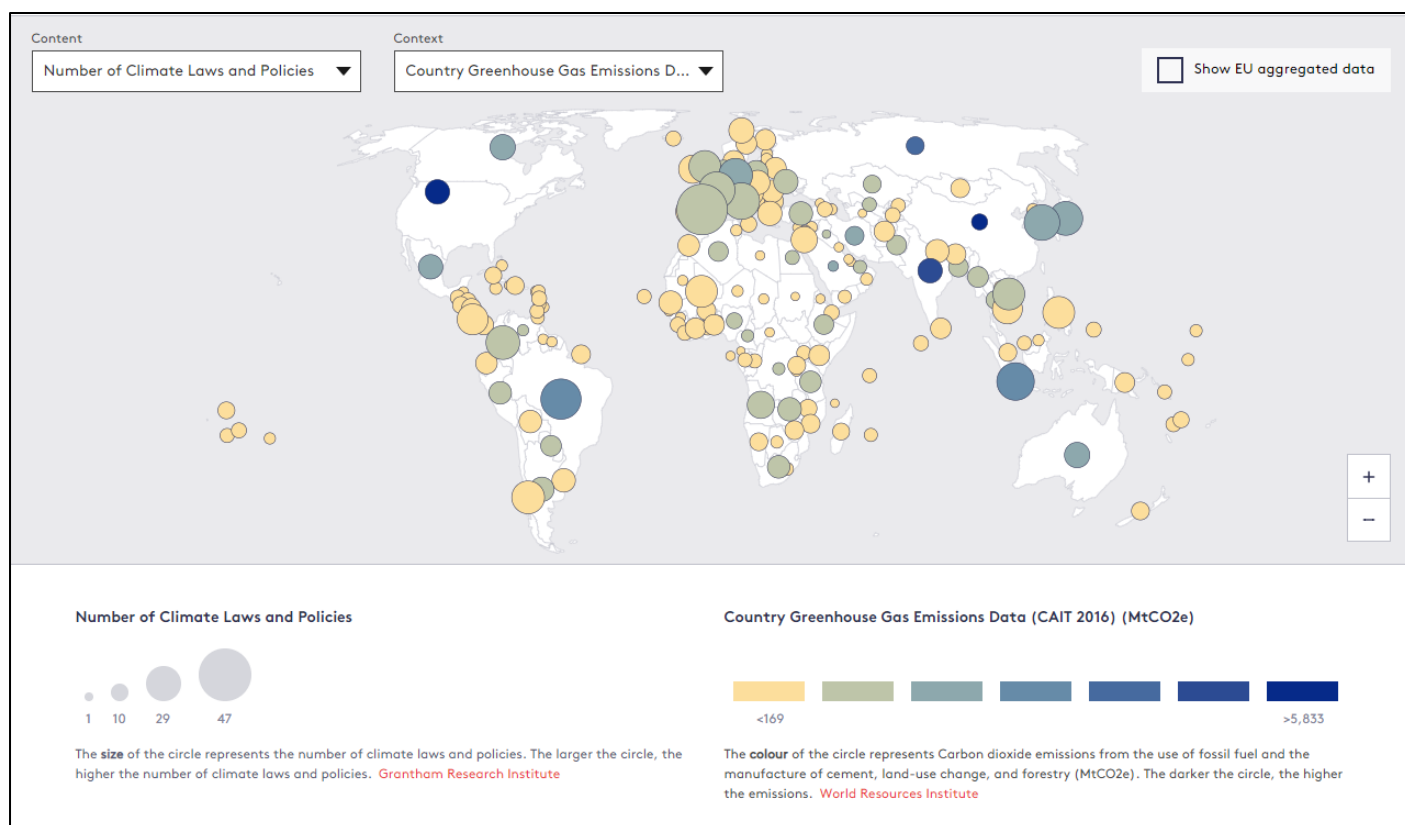 Content
Context
Number of Climate Laws and Policies
Country Greenhouse Gas Emissions D...
Show EU aggregated data
+
−
Number of Climate Laws and Policies
1 10 29 47
The size of the circle represents the number of climate laws and policies. The larger the circle, the
higher the number of climate laws and policies. Grantham Research Institute
Country Greenhouse Gas Emissions Data (CAIT 2016) (MtCO2e)
<169 >5,833
The colour of the circle represents Carbon dioxide emissions from the use of fossil fuel and the
manufacture of cement, land-use change, and forestry (MtCO2e). The darker the circle, the higher
the emissions. World Resources Institute